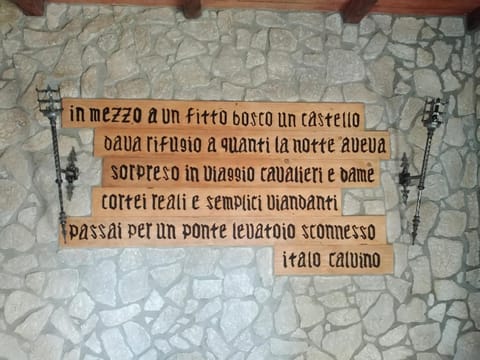 in mezzo a un fitto bosco un castello
dava rifugio a quanti la notte aveva
sorpreso in viaggio cavalieri e dame
cortei reali e semplici viandanti
passai per un ponte levatoio sconnesso
italo calvino